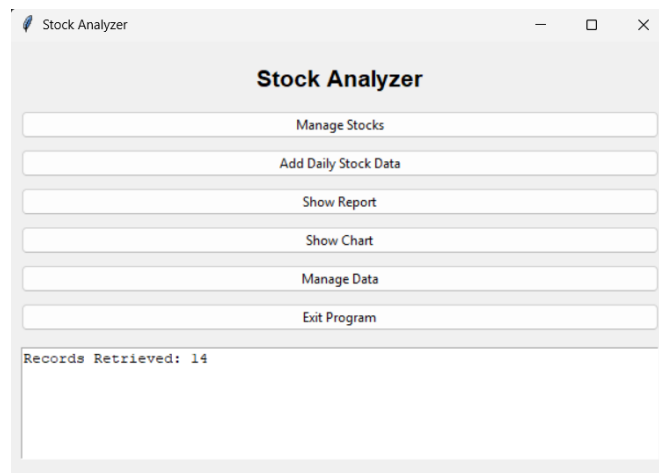 Stock Analyzer
Stock Analyzer
Manage Stocks
Add Daily Stock Data
Show Report
Show Chart
Manage Data
Exit Program
Records Retrieved: 14